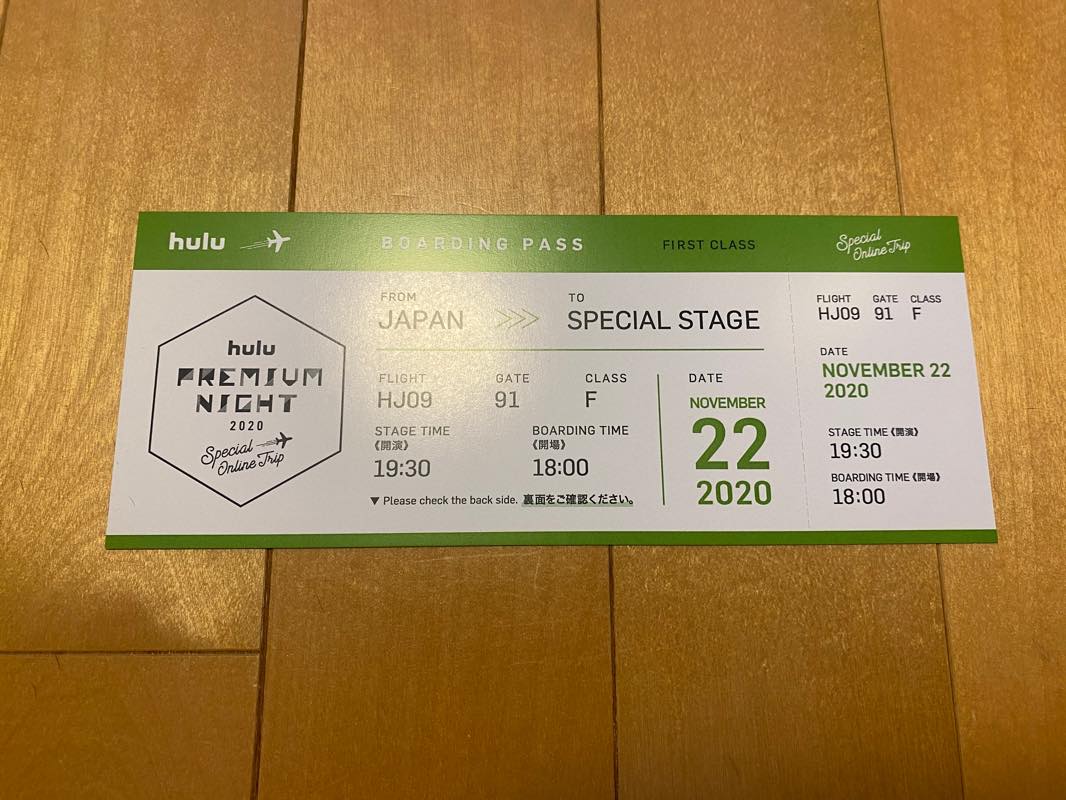 hulu BOARDING PASS FIRST CLASS Special Online Trip
hulu
PREMIUM
NIGHT
2020
Special
Online Trip
FROM TO
JAPAN >>> SPECIAL STAGE
FLIGHT GATE CLASS
HJ09 91 F
STAGE TIME BOARDING TIME
《開演》 《開場》
19:30 18:00
▼ Please check the back side. 裏面をご確認ください。
DATE
NOVEMBER
22
2020
FLIGHT GATE CLASS
HJ09 91 F
DATE
NOVEMBER 22
2020
STAGE TIME《開演》
19:30
BOARDING TIME《開場》
18:00